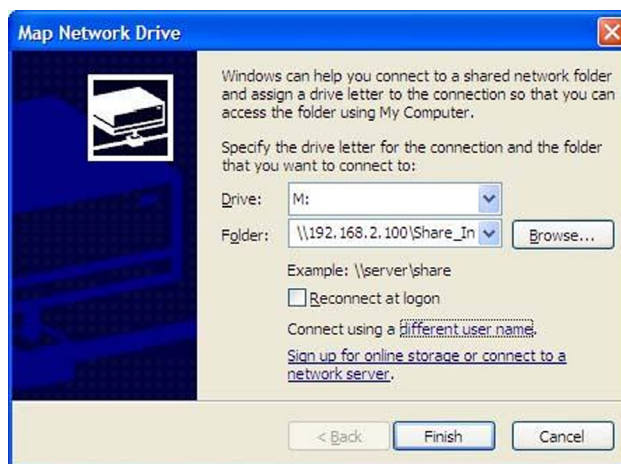 Map Network Drive
Windows can help you connect to a shared network folder
and assign a drive letter to the connection so that you can
access the folder using My Computer.
Specify the drive letter for the connection and the folder
that you want to connect to:
Drive: M:
Folder: \\192.168.2.100\Share_In Browse...
Example: \\server\share
Reconnect at logon
Connect using a different user name.
Sign up for online storage or connect to a
network server.
< Back Finish Cancel